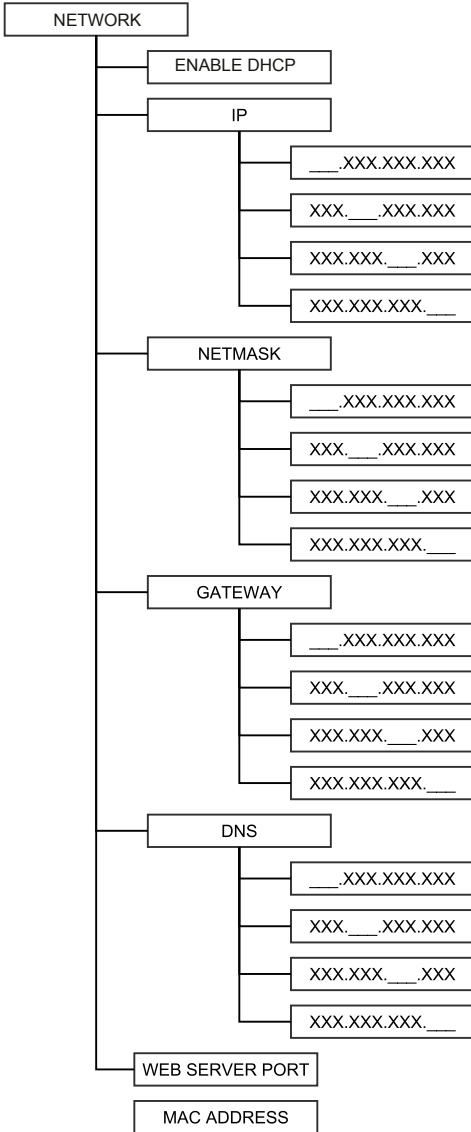 NETWORK
ENABLE DHCP
IP
___.XXX.XXX.XXX
XXX.___.XXX.XXX
XXX.XXX.___.XXX
XXX.XXX.XXX.___
NETMASK
___.XXX.XXX.XXX
XXX.___.XXX.XXX
XXX.XXX.___.XXX
XXX.XXX.XXX.___
GATEWAY
___.XXX.XXX.XXX
XXX.___.XXX.XXX
XXX.XXX.___.XXX
XXX.XXX.XXX.___
DNS
___.XXX.XXX.XXX
XXX.___.XXX.XXX
XXX.XXX.___.XXX
XXX.XXX.XXX.___
WEB SERVER PORT
MAC ADDRESS